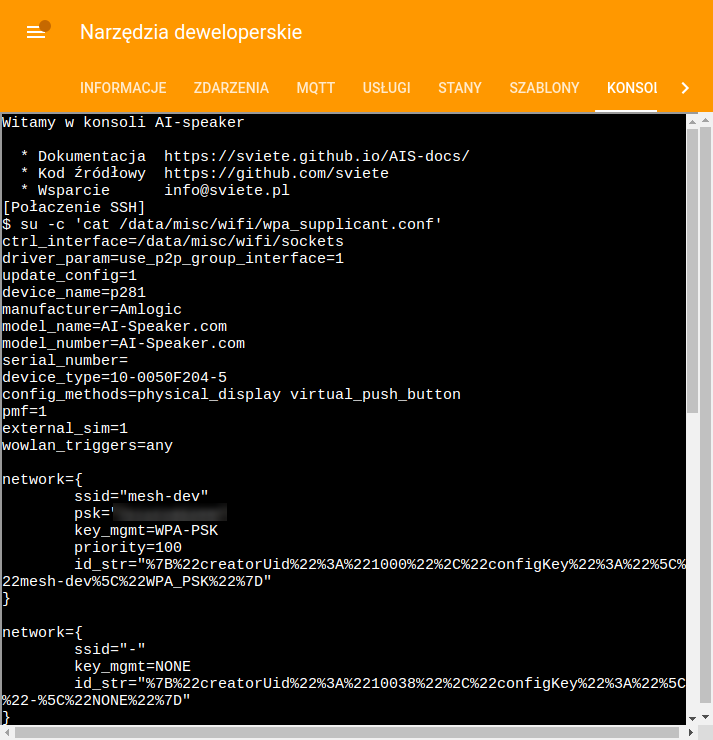 Narzędzia deweloperskie
INFORMACJE ZDARZENIA MQTT USŁUGI STANY SZABLONY KONSOL
Witamy w konsoli AI-speaker
* Dokumentacja https://sviete.github.io/AIS-docs/
* Kod źródłowy https://github.com/sviete
* Wsparcie info@sviete.pl
[Połaczenie SSH]
$ su -c 'cat /data/misc/wifi/wpa_supplicant.conf'
ctrl_interface=/data/misc/wifi/sockets
driver_param=use_p2p_group_interface=1
update_config=1
device_name=p281
manufacturer=Amlogic
model_name=AI-Speaker.com
model_number=AI-Speaker.com
serial_number=
device_type=10-0050F204-5
config_methods=physical_display virtual_push_button
pmf=1
external_sim=1
wowlan_triggers=any
network={
ssid="mesh-dev"
psk=
key_mgmt=WPA-PSK
priority=100
id_str="%7B%22creatorUid%22%3A%221000%22%2C%22configKey%22%3A%22%5C%
22mesh-dev%5C%22WPA_PSK%22%7D"
}
network={
ssid="-"
key_mgmt=NONE
id_str="%7B%22creatorUid%22%3A%2210038%22%2C%22configKey%22%3A%22%5C
%22-%5C%22NONE%22%7D"
}